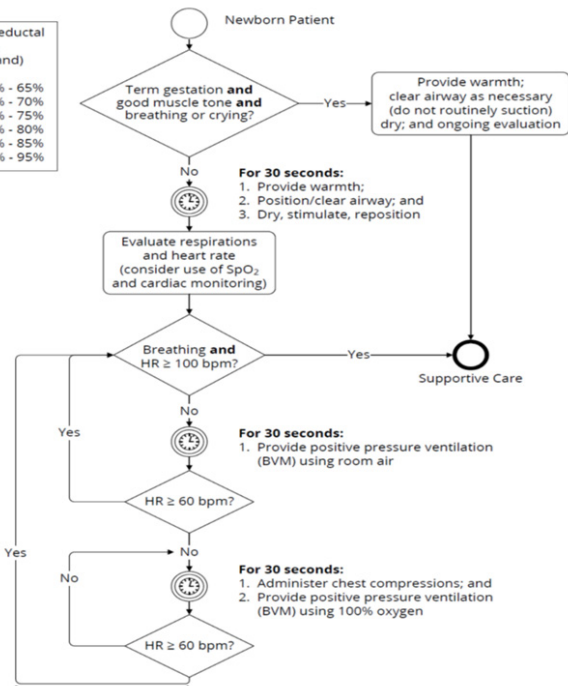 eductal
nd)
- 65%
- 70%
- 75%
- 80%
- 85%
- 95%
Newborn Patient
Term gestation and
good muscle tone and
breathing or crying?
Yes
Provide warmth;
clear airway as necessary
(do not routinely suction)
dry; and ongoing evaluation
No
For 30 seconds:
1. Provide warmth;
2. Position/clear airway; and
3. Dry, stimulate, reposition
Evaluate respirations
and heart rate
(consider use of SpO₂
and cardiac monitoring)
Breathing and
HR ≥ 100 bpm?
Yes
Supportive Care
No
Yes
For 30 seconds:
1. Provide positive pressure ventilation
(BVM) using room air
HR ≥ 60 bpm?
Yes
No
No
For 30 seconds:
1. Administer chest compressions; and
2. Provide positive pressure ventilation
(BVM) using 100% oxygen
HR ≥ 60 bpm?